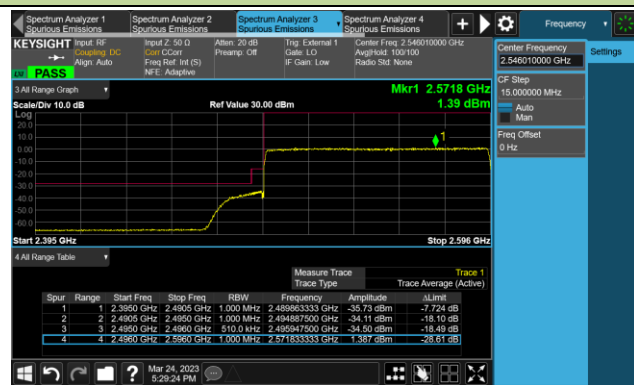 Spectrum Analyzer 1
Spurious Emissions
Spectrum Analyzer 2
Spurious Emissions
Spectrum Analyzer 3
Spurious Emissions
Spectrum Analyzer 4
Spurious Emissions
Frequency
KEYSIGHT
Input: RF
Coupling: DC
Align: Auto
Input Z: 50 Ω
Corr CCorr
Freq Ref: Int (S)
NFE: Adaptive
Atten: 20 dB
Preamp: Off
Trig: External 1
Gate: LO
IF Gain: Low
Center Freq: 2.546010000 GHz
Avg|Hold: 100/100
Radio Std: None
PASS
Center Frequency
2.546010000 GHz
Settings
CF Step
15.000000 MHz
Auto
Man
Freq Offset
0 Hz
3 All Range Graph
Mkr1 2.5718 GHz
Scale/Div 10.0 dB
Ref Value 30.00 dBm
1.39 dBm
Log
20.0
10.0
0.00
-10.0
-20.0
-30.0
-40.0
-50.0
-60.0
1
Start 2.395 GHz
Stop 2.596 GHz
4 All Range Table
Measure Trace Trace 1
Trace Type Trace Average (Active)
Spur Range Start Freq Stop Freq RBW Frequency Amplitude ΔLimit
1 1 2.3950 GHz 2.4905 GHz 1.000 MHz 2.489863333 GHz -35.73 dBm -7.724 dB
2 2 2.4905 GHz 2.4950 GHz 1.000 MHz 2.494887500 GHz -34.11 dBm -18.10 dB
3 3 2.4950 GHz 2.4960 GHz 510.0 kHz 2.495947500 GHz -34.50 dBm -18.49 dB
4 4 2.4960 GHz 2.5960 GHz 1.000 MHz 2.571833333 GHz 1.387 dBm -28.61 dB
Mar 24, 2023
5:29:24 PM